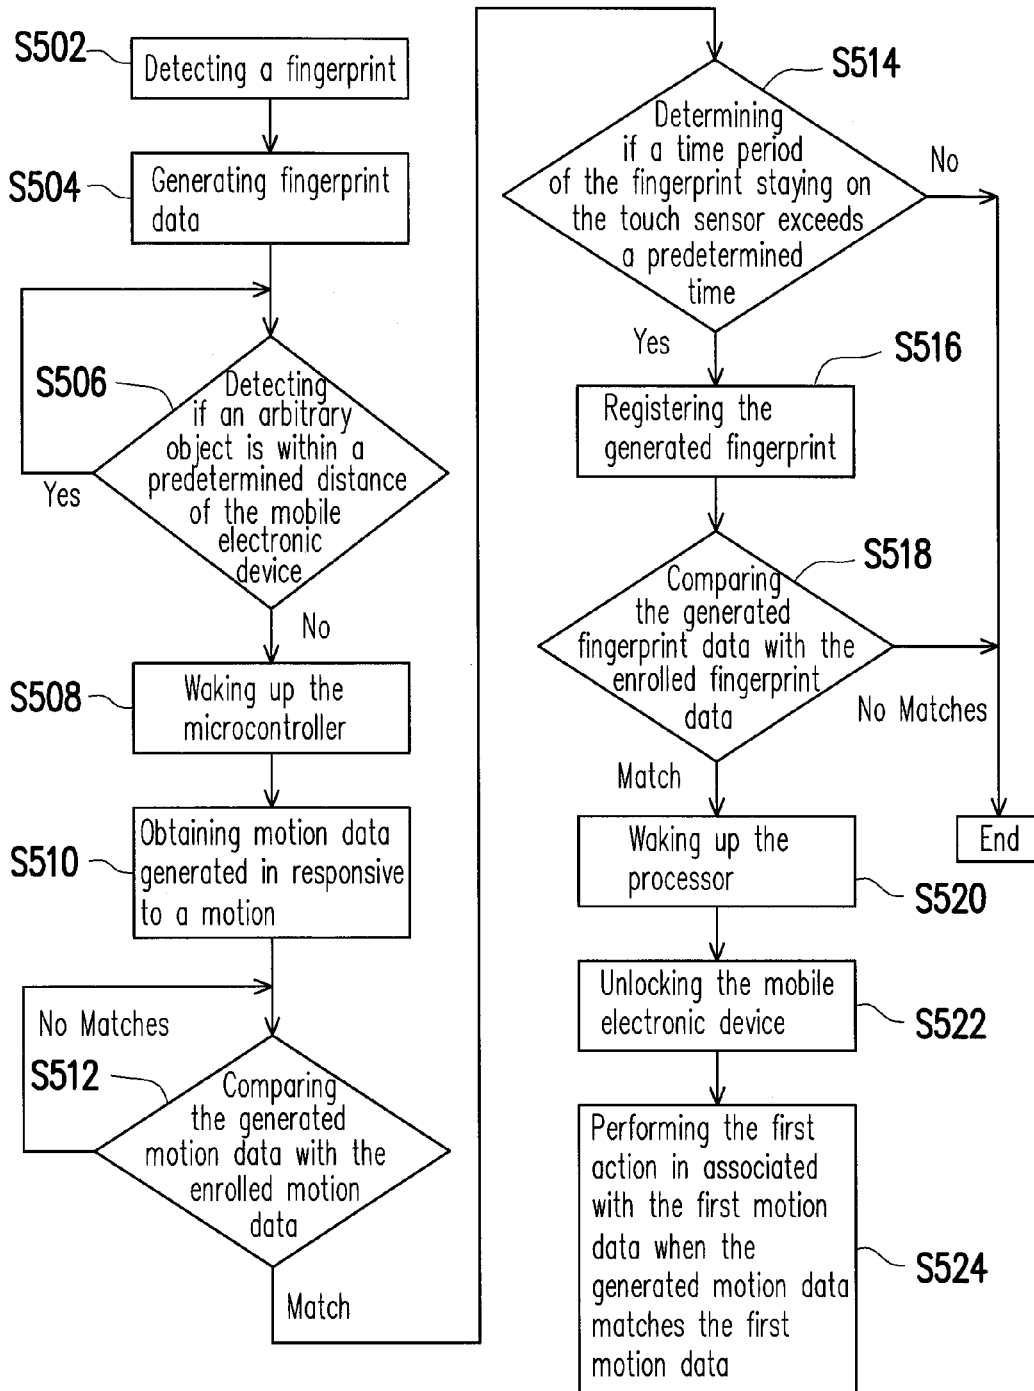 S502
Detecting a fingerprint
S504
Generating fingerprint
data
S506
Detecting
if an arbitrary
object is within a
predetermined distance
of the mobile
electronic
device
Yes
No
S508
Waking up the
microcontroller
S510
Obtaining motion data
generated in responsive
to a motion
No Matches
S512
Comparing
the generated
motion data with the
enrolled motion
data
Match
S514
Determining
if a time period
of the fingerprint staying on
the touch sensor exceeds
a predetermined
time
No
Yes
S516
Registering the
generated fingerprint
S518
Comparing
the generated
fingerprint data with the
enrolled fingerprint
data
No Matches
Match
End
Waking up the
processor
S520
Unlocking the mobile
electronic device
S522
Performing the first
action in associated
with the first motion
data when the
generated motion data
matches the first
motion data
S524